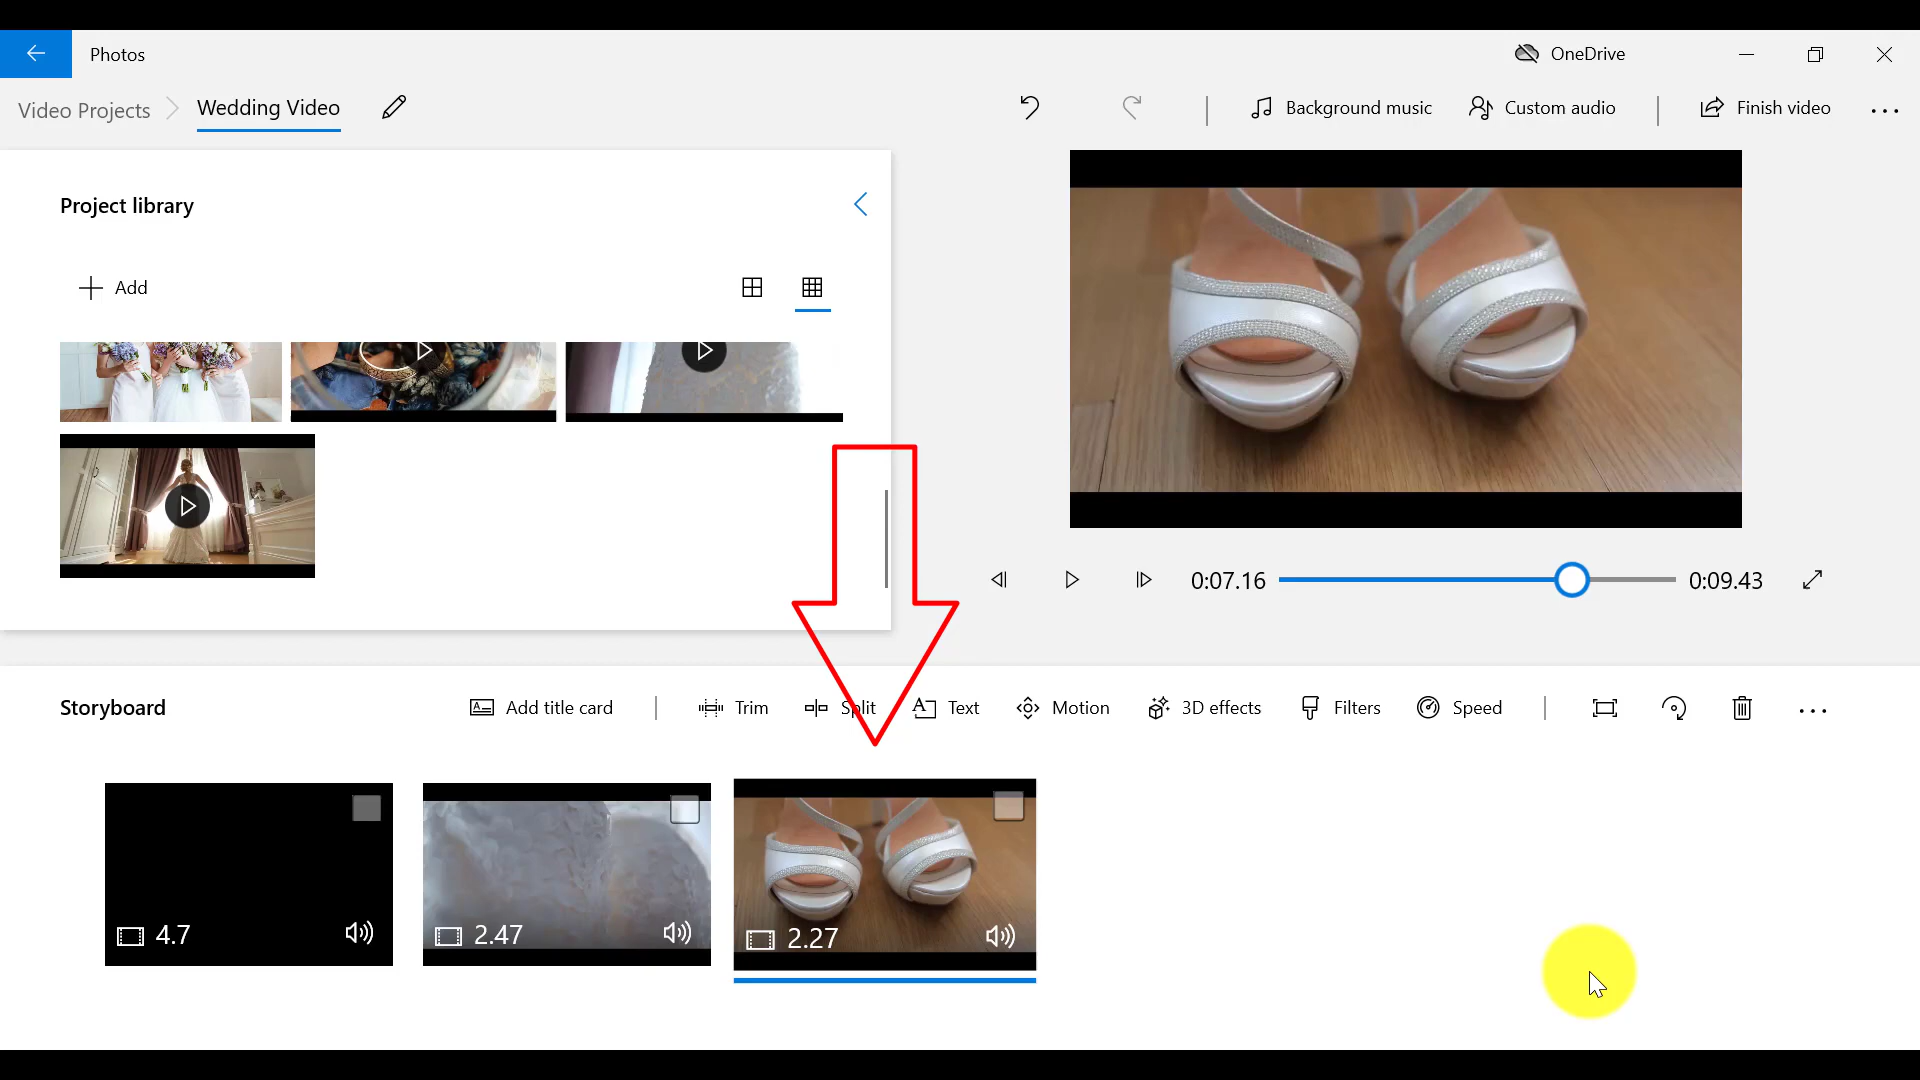 Photos
OneDrive
Video Projects
Wedding Video
Background music
Custom audio
Finish video
Project library
Add
0:07.16
0:09.43
Storyboard
Add title card
Trim
Split
Text
Motion
3D effects
Filters
Speed
4.7
2.47
2.27